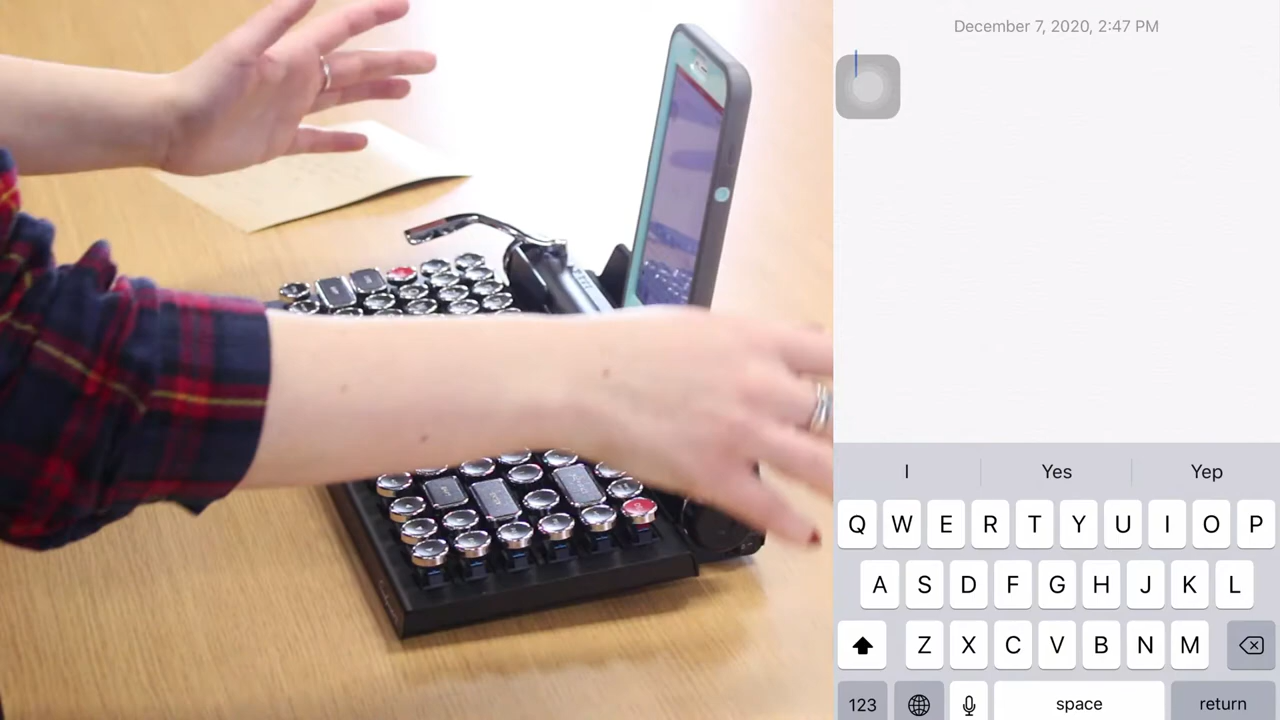 December 7, 2020, 2:47 PM
I Yes Yep
Q W E R T Y U I O P
A S D F G H J K L
Z X C V B N M
123 space return